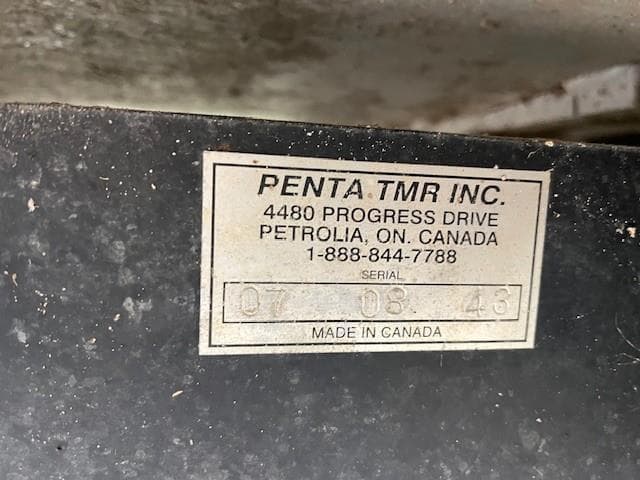 PENTA TMR INC.
4480 PROGRESS DRIVE
PETROLIA, ON. CANADA
1-888-844-7788
SERIAL
07 08 43
MADE IN CANADA